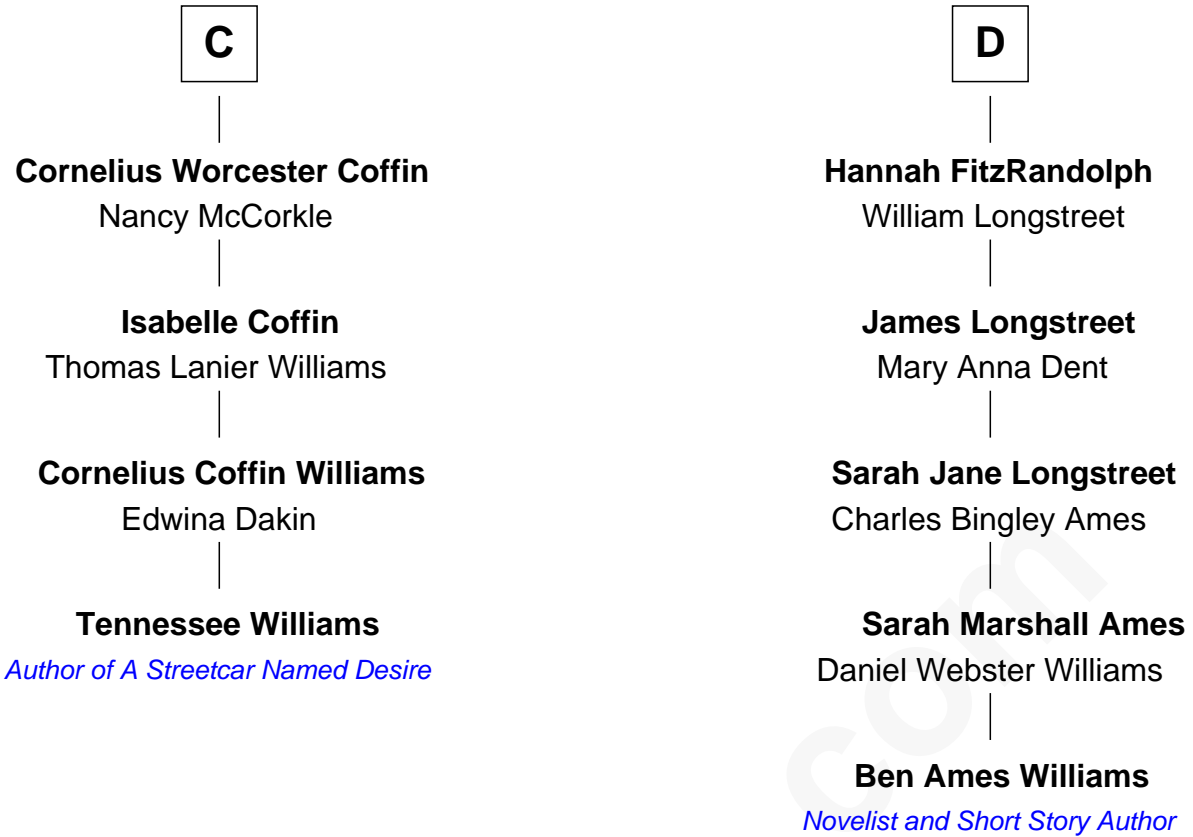 C
Cornelius Worcester Coffin
Nancy McCorkle
Isabelle Coffin
Thomas Lanier Williams
Cornelius Coffin Williams
Edwina Dakin
Tennessee Williams
Author of A Streetcar Named Desire
D
Hannah FitzRandolph
William Longstreet
James Longstreet
Mary Anna Dent
Sarah Jane Longstreet
Charles Bingley Ames
Sarah Marshall Ames
Daniel Webster Williams
Ben Ames Williams
Novelist and Short Story Author
com